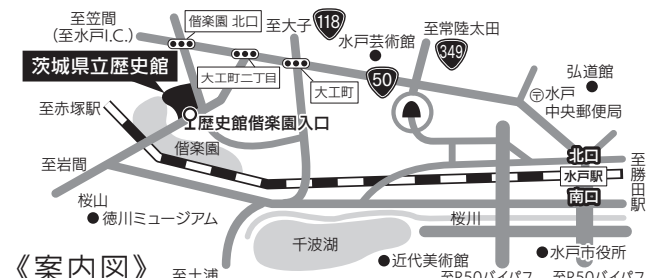 至笠間
(至水戸I.C.)
偕楽園 北口
至大子
118
水戸芸術館
至常陸太田
349
茨城県立歴史館
大工町二丁目
大工町
50
弘道館
〒水戸
中央郵便局
至赤塚駅
歴史館偕楽園入口
偕楽園
至岩間
北口
水戸駅
南口
至勝田駅
桜山
徳川ミュージアム
桜川
千波湖
近代美術館
水戸市役所
《案内図》
至土浦
至R50バイパス
至R50バイパス